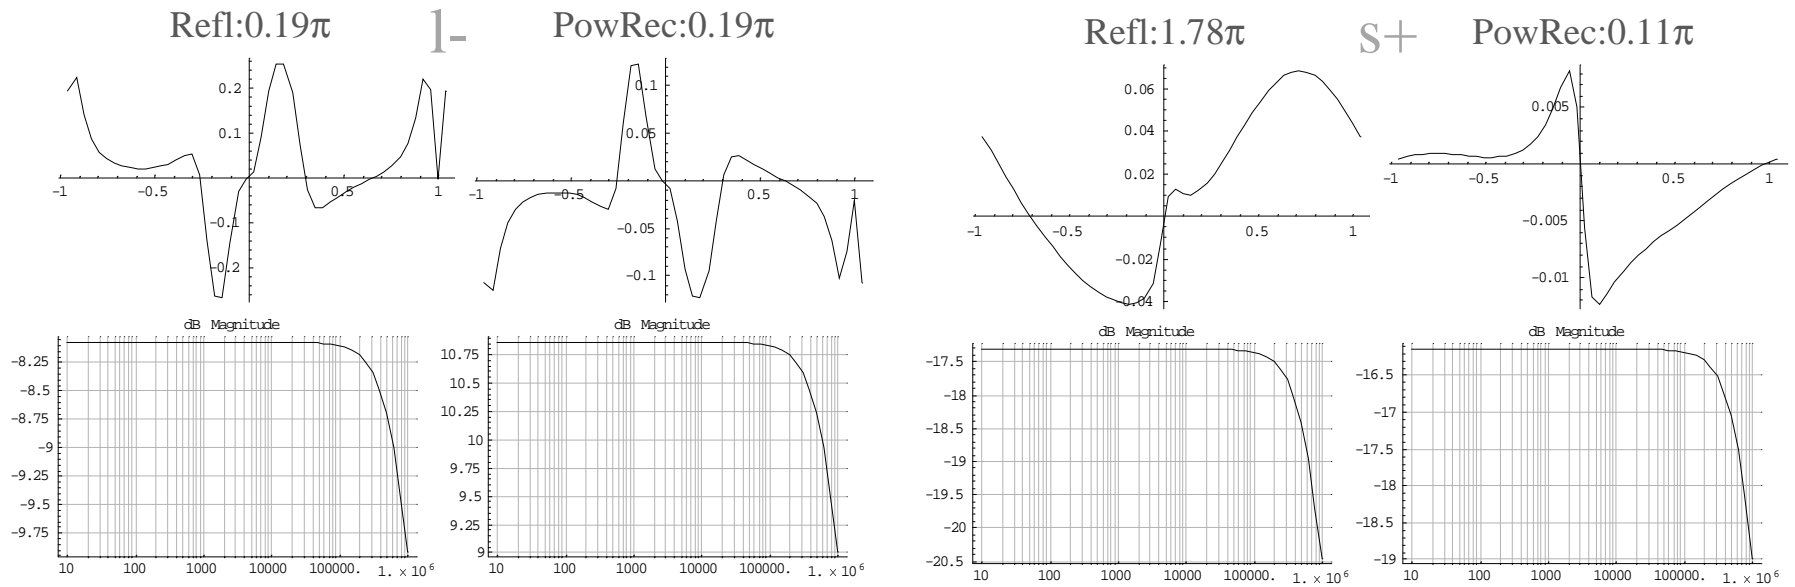 Refl:0.19π
l-
PowRec:0.19π
Refl:1.78π
s+
PowRec:0.11π
0.2
0.1
-1 -0.5 0.5 1
-0.1
-0.2
0.1
0.05
-1 -0.5 0.5 1
-0.05
-0.1
0.06
0.04
0.02
-1 -0.5 0.5 1
-0.02
-0.04
0.005
-1 -0.5 0.5 1
-0.005
-0.01
dB Magnitude
-8.25
-8.5
-8.75
-9
-9.25
-9.5
-9.75
10 100 1000 10000 100000. 1. × 10⁶
dB Magnitude
10.75
10.5
10.25
10
9.75
9.5
9.25
9
10 100 1000 10000 100000. 1. × 10⁶
dB Magnitude
-17.5
-18
-18.5
-19
-19.5
-20
-20.5
10 100 1000 10000 100000. 1. × 10⁶
dB Magnitude
-16.5
-17
-17.5
-18
-18.5
-19
10 100 1000 10000 100000. 1. × 10⁶